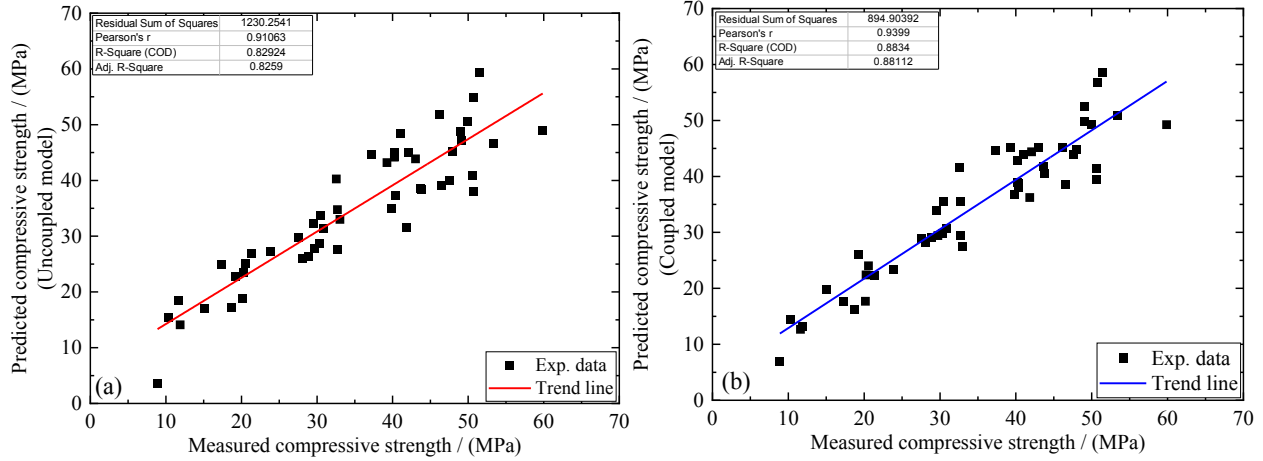 Residual Sum of Squares 1230.2541
Pearson's r 0.91063
R-Square (COD) 0.82924
Adj. R-Square 0.8259
70
60
50
40
30
20
10
0
Predicted compressive strength / (MPa)
(Uncoupled model)
(a)
Exp. data
Trend line
0 10 20 30 40 50 60 70
Measured compressive strength / (MPa)
Residual Sum of Squares 894.90392
Pearson's r 0.9399
R-Square (COD) 0.8834
Adj. R-Square 0.88112
70
60
50
40
30
20
10
0
Predicted compressive strength / (MPa)
(Coupled model)
(b)
Exp. data
Trend line
0 10 20 30 40 50 60 70
Measured compressive strength / (MPa)